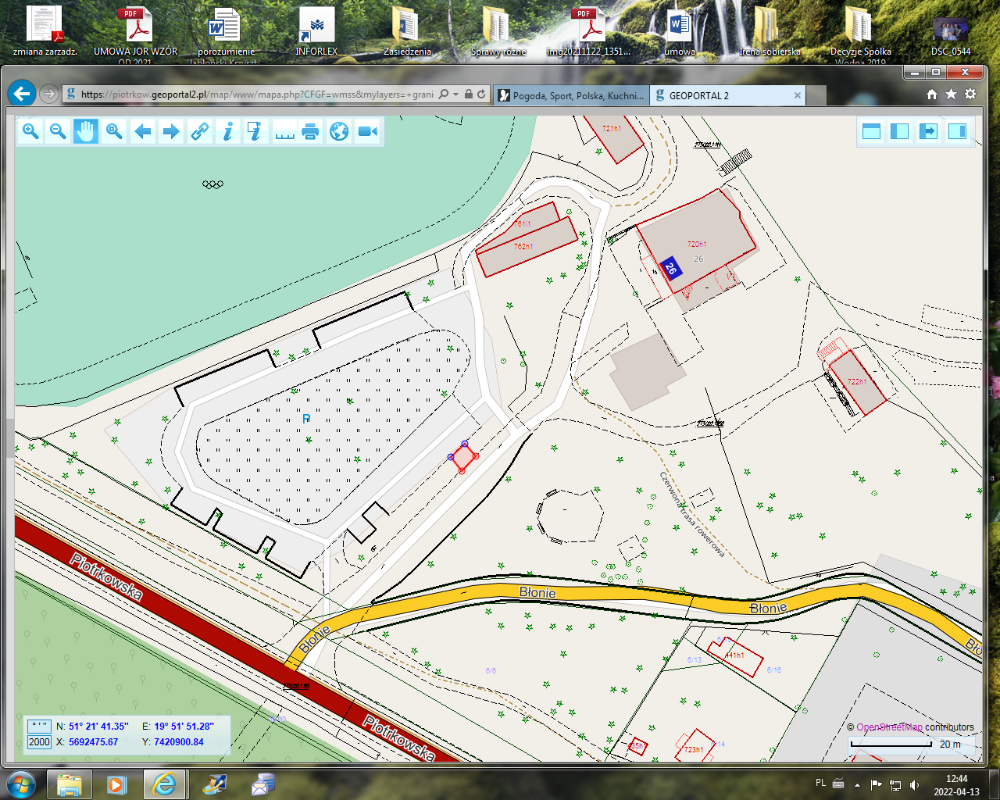 zmiana zarządz.
UMOWA JOR WZÓR
OD 2021
porozumienie
Jabłoński Krzyszt
INFORLEX
Zasiedzenia
Sprawy różne
img20211122_1351...
umowa
Irena sobierska
Decyzje Spólka
Wodna 2019
DSC_0544
https://piotrkow.geoportal2.pl/map/www/mapa.php?CFGF=wmss&mylayers=+grani
Pogoda, Sport, Polska, Kuchni...
GEOPORTAL 2
721h1
761i1
762h1
720h1
26
26
722h1
P
Czerwona trasa rowerowa
Piotrkowska
Błonie
Błonie
Błonie
Bło
441h1
6/13
6/16
6/6
Piotrkowska
723h1
° ' "
N: 51° 21' 41.35"
E: 19° 51' 51.28"
2000
X: 5692475.67
Y: 7420900.84
© OpenStreetMap contributors
20 m
PL
12:44
2022-04-13